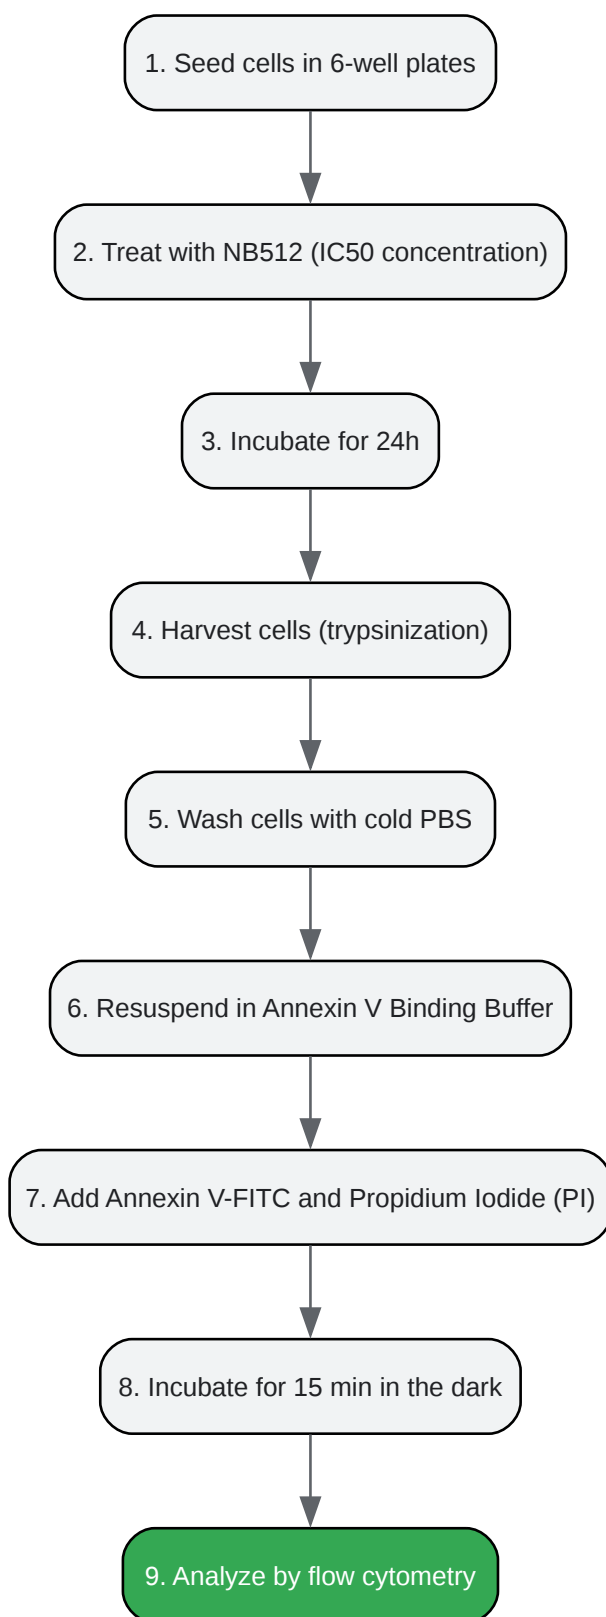 1. Seed cells in 6-well plates
2. Treat with NB512 (IC50 concentration)
3. Incubate for 24h
4. Harvest cells (trypsinization)
5. Wash cells with cold PBS
6. Resuspend in Annexin V Binding Buffer
7. Add Annexin V-FITC and Propidium Iodide (PI)
8. Incubate for 15 min in the dark
9. Analyze by flow cytometry